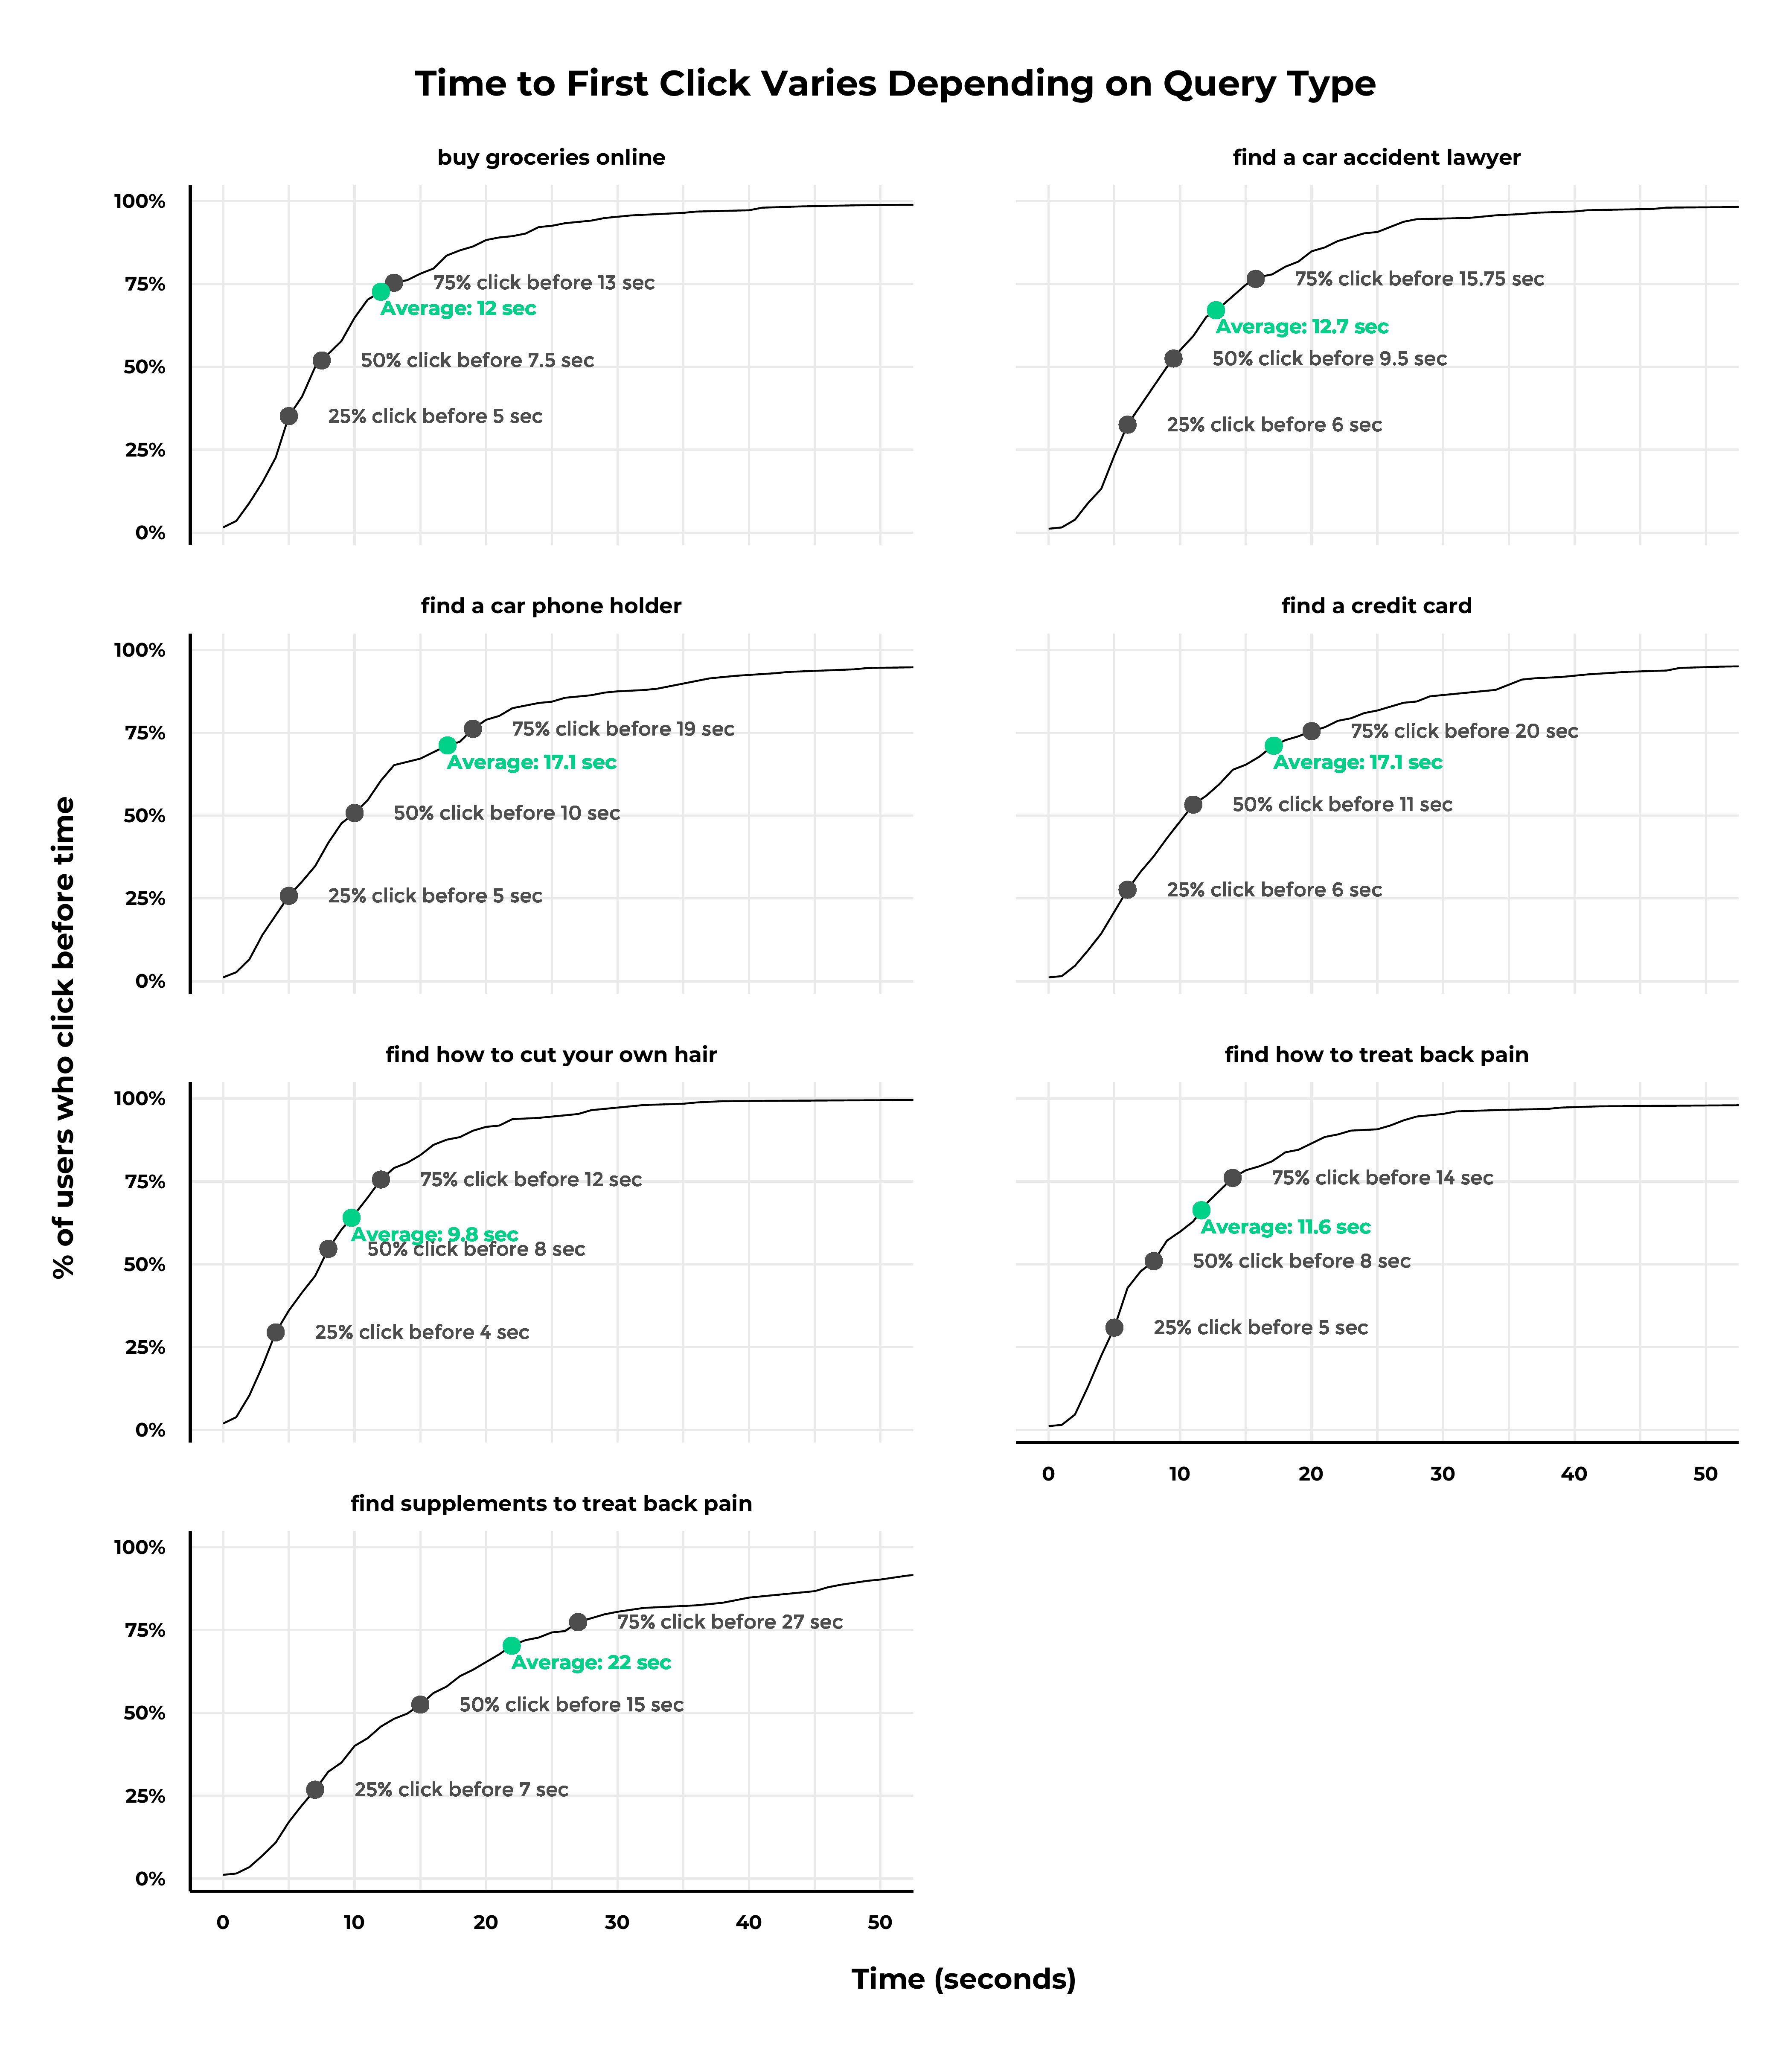 Time to First Click Varies Depending on Query Type
buy groceries online
100%
75%
50%
25%
0%
75% click before 13 sec
Average: 12 sec
50% click before 7.5 sec
25% click before 5 sec
find a car accident lawyer
75% click before 15.75 sec
Average: 12.7 sec
50% click before 9.5 sec
25% click before 6 sec
find a car phone holder
100%
75%
50%
25%
0%
75% click before 19 sec
Average: 17.1 sec
50% click before 10 sec
25% click before 5 sec
find a credit card
75% click before 20 sec
Average: 17.1 sec
50% click before 11 sec
25% click before 6 sec
% of users who click before time
find how to cut your own hair
100%
75%
50%
25%
0%
75% click before 12 sec
Average: 9.8 sec
50% click before 8 sec
25% click before 4 sec
find how to treat back pain
75% click before 14 sec
Average: 11.6 sec
50% click before 8 sec
25% click before 5 sec
0 10 20 30 40 50
find supplements to treat back pain
100%
75%
50%
25%
0%
75% click before 27 sec
Average: 22 sec
50% click before 15 sec
25% click before 7 sec
0 10 20 30 40 50
Time (seconds)